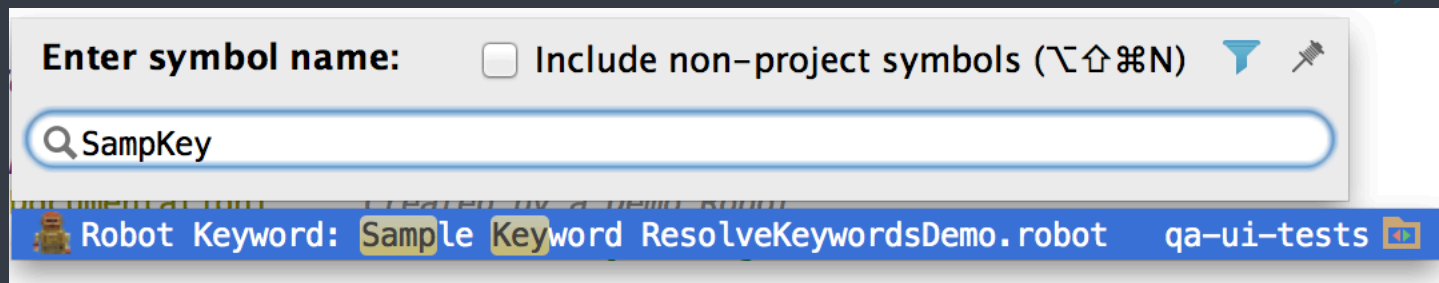 Enter symbol name: Include non-project symbols (⌥⇧⌘N)
SampKey
Robot Keyword: Sample Keyword ResolveKeywordsDemo.robot qa-ui-tests